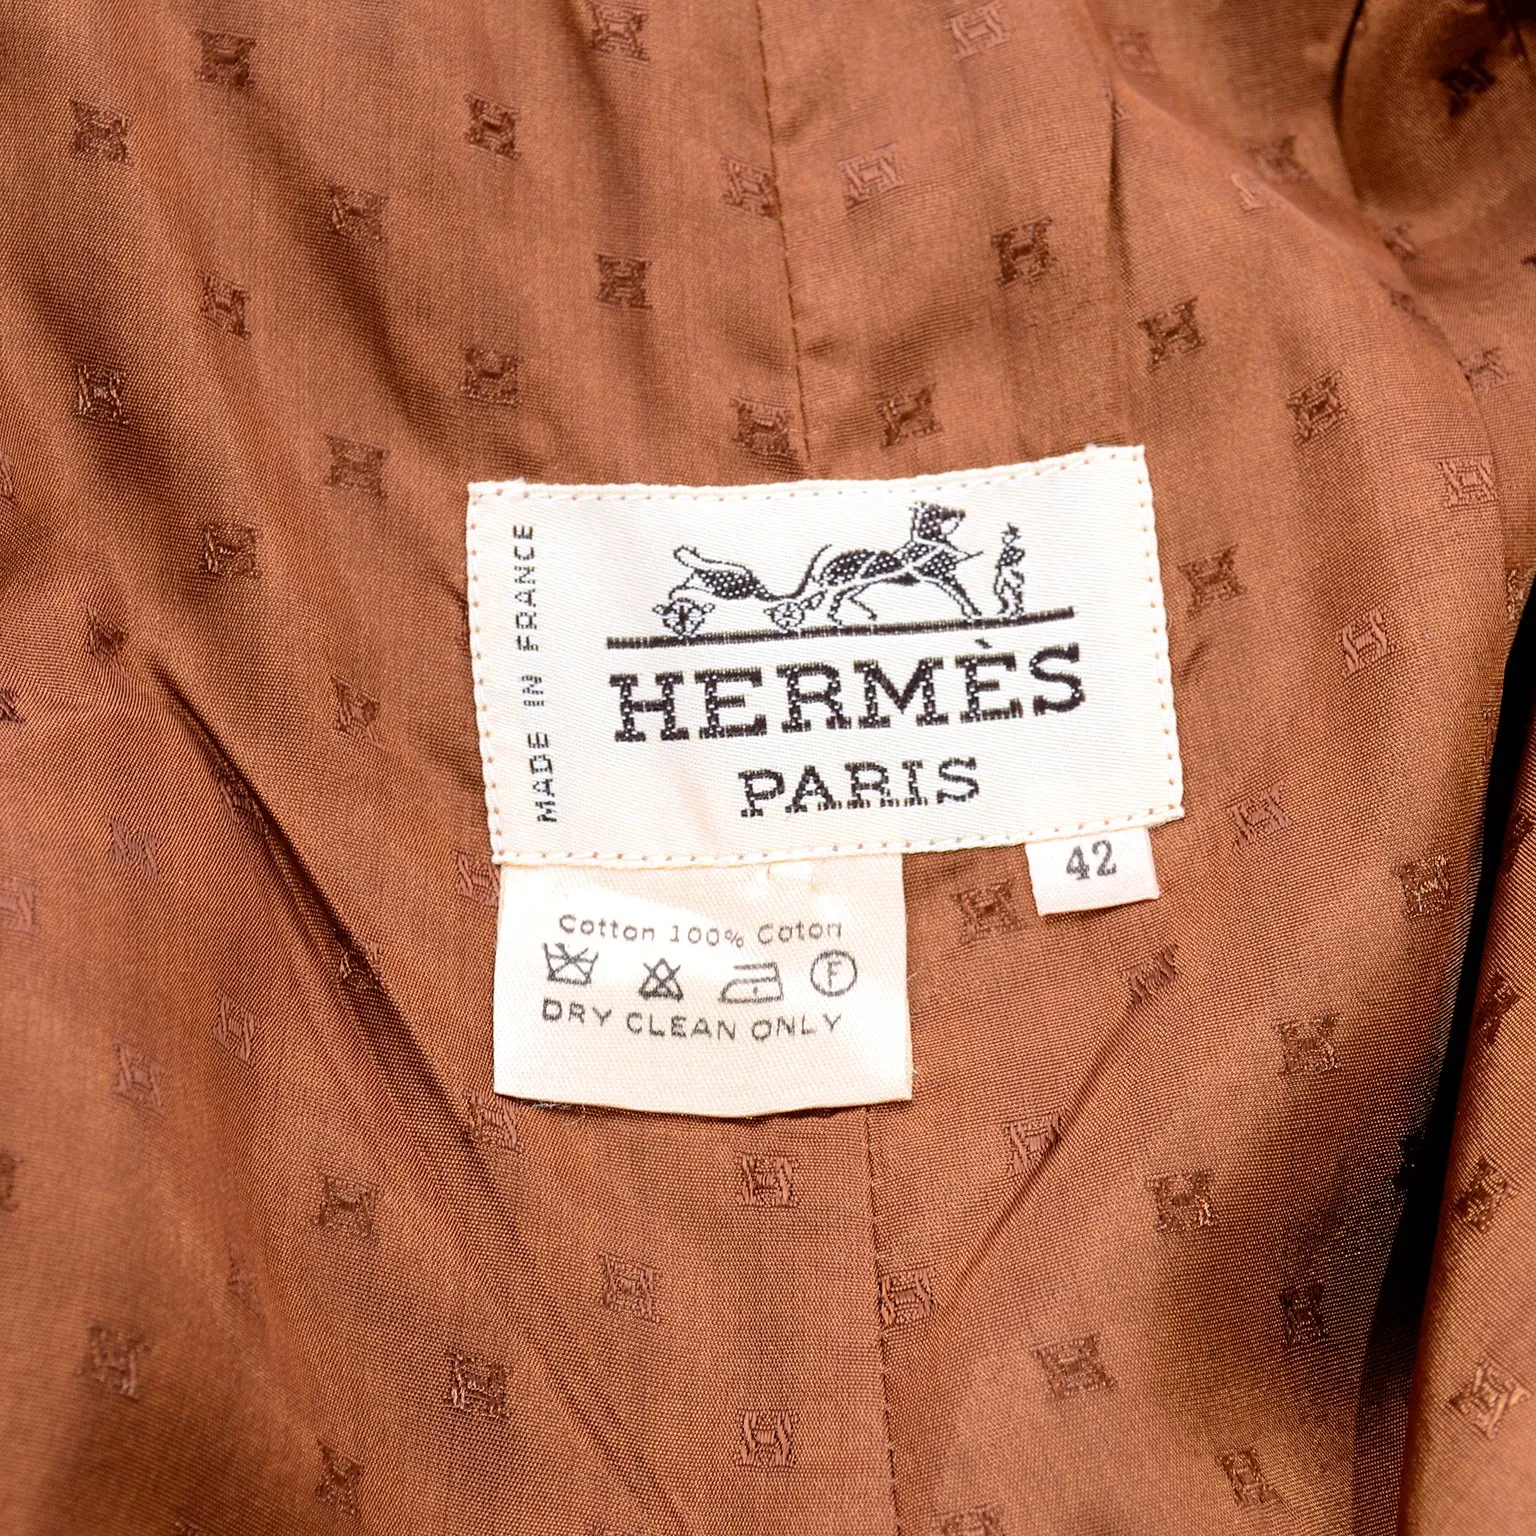 MADE IN FRANCE
HERMÈS
PARIS
42
Cotton 100% Coton
F
DRY CLEAN ONLY